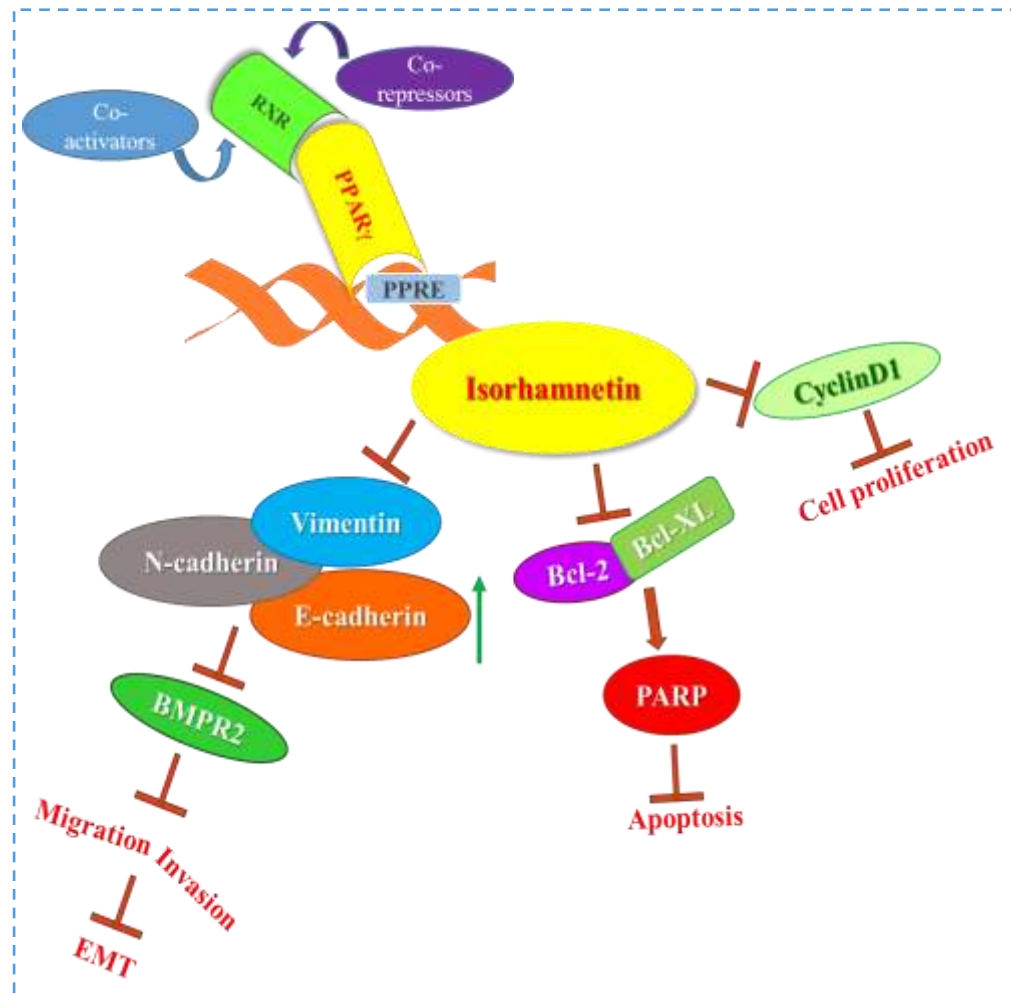 Co-
repressors
Co-
activators
RXR
PPARγ
PPRE
Isorhamnetin
CyclinD1
Cell proliferation
Vimentin
N-cadherin
E-cadherin
Bcl-XL
Bcl-2
BMPR2
PARP
Migration Invasion
Apoptosis
EMT